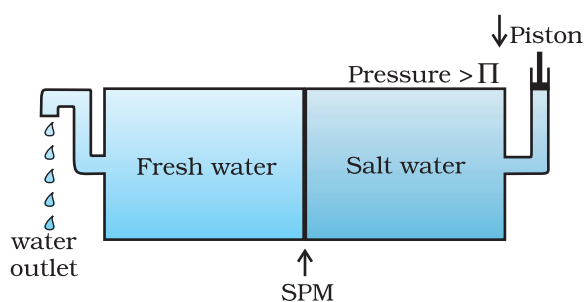 Piston
Pressure > Π
Fresh water
Salt water
water
outlet
SPM